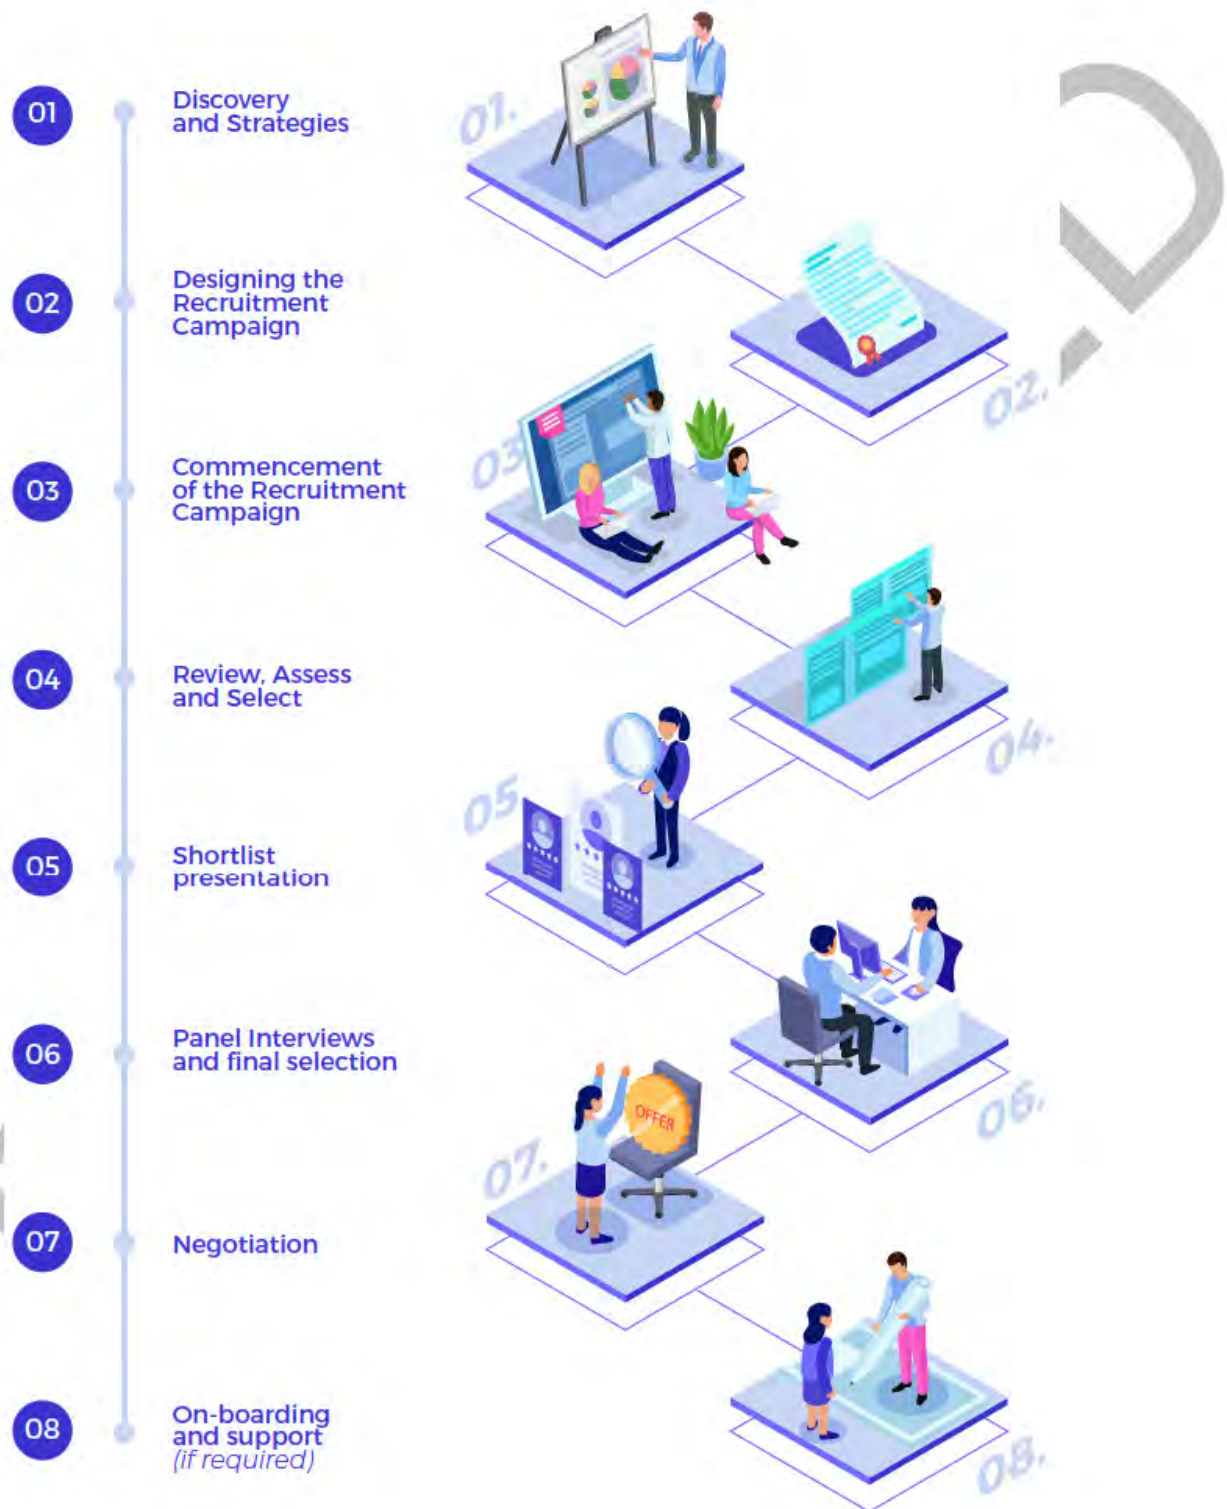 01
Discovery
and Strategies
01.
02
Designing the
Recruitment
Campaign
02.
03
Commencement
of the Recruitment
Campaign
03
04
Review, Assess
and Select
04.
05
Shortlist
presentation
05
06
Panel Interviews
and final selection
06.
07
Negotiation
07.
OFFER
08
On-boarding
and support
(if required)
08.